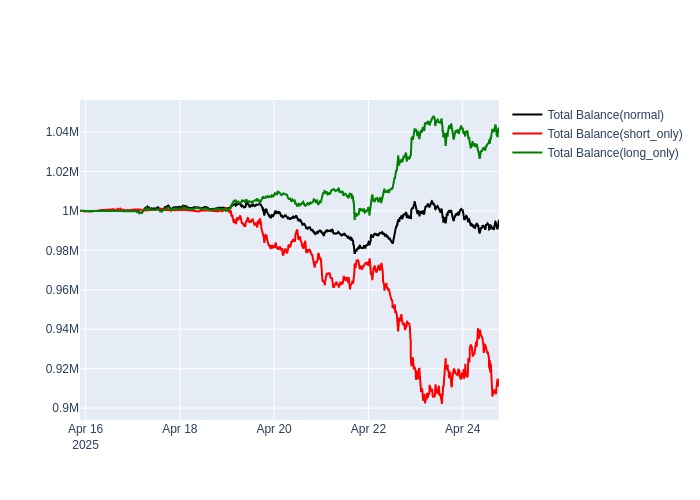 Total Balance(normal)
Total Balance(short_only)
Total Balance(long_only)
1.04M
1.02M
1M
0.98M
0.96M
0.94M
0.92M
0.9M
Apr 16
2025
Apr 18
Apr 20
Apr 22
Apr 24